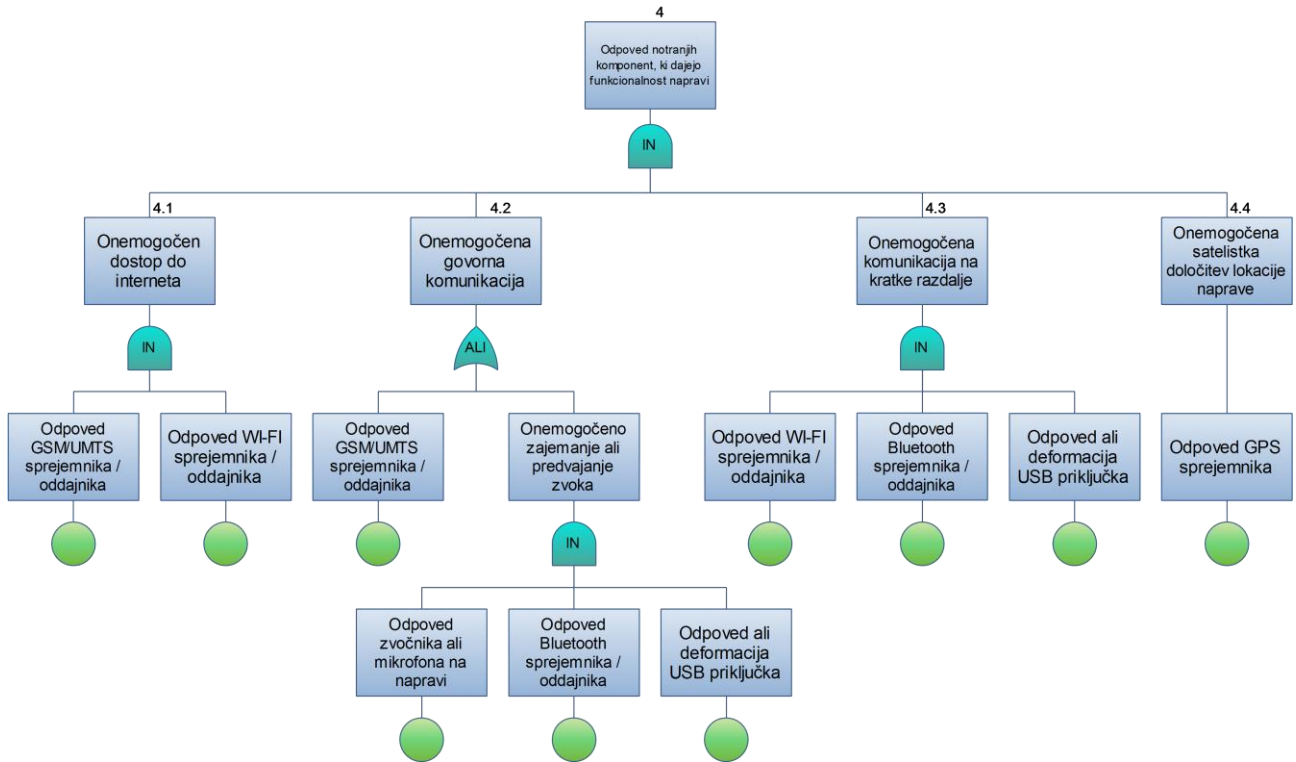 4
Odpoved notranjih
komponent, ki dajejo
funkcionalnost napravi
IN
4.1
Onemogočen
dostop do
interneta
4.2
Onemogočena
govorna
komunikacija
4.3
Onemogočena
komunikacija na
kratke razdalje
4.4
Onemogočena
satelistka
določitev lokacije
naprave
IN
ALI
IN
Odpoved
GSM/UMTS
sprejemnika /
oddajnika
Odpoved WI-FI
sprejemnika /
oddajnika
Odpoved
GSM/UMTS
sprejemnika /
oddajnika
Onemogočeno
zajemanje ali
predvajanje
zvoka
Odpoved WI-FI
sprejemnika /
oddajnika
Odpoved
Bluetooth
sprejemnika /
oddajnika
Odpoved ali
deformacija
USB priključka
Odpoved GPS
sprejemnika
IN
Odpoved
zvočnika ali
mikrofona na
napravi
Odpoved
Bluetooth
sprejemnika /
oddajnika
Odpoved ali
deformacija
USB priključka